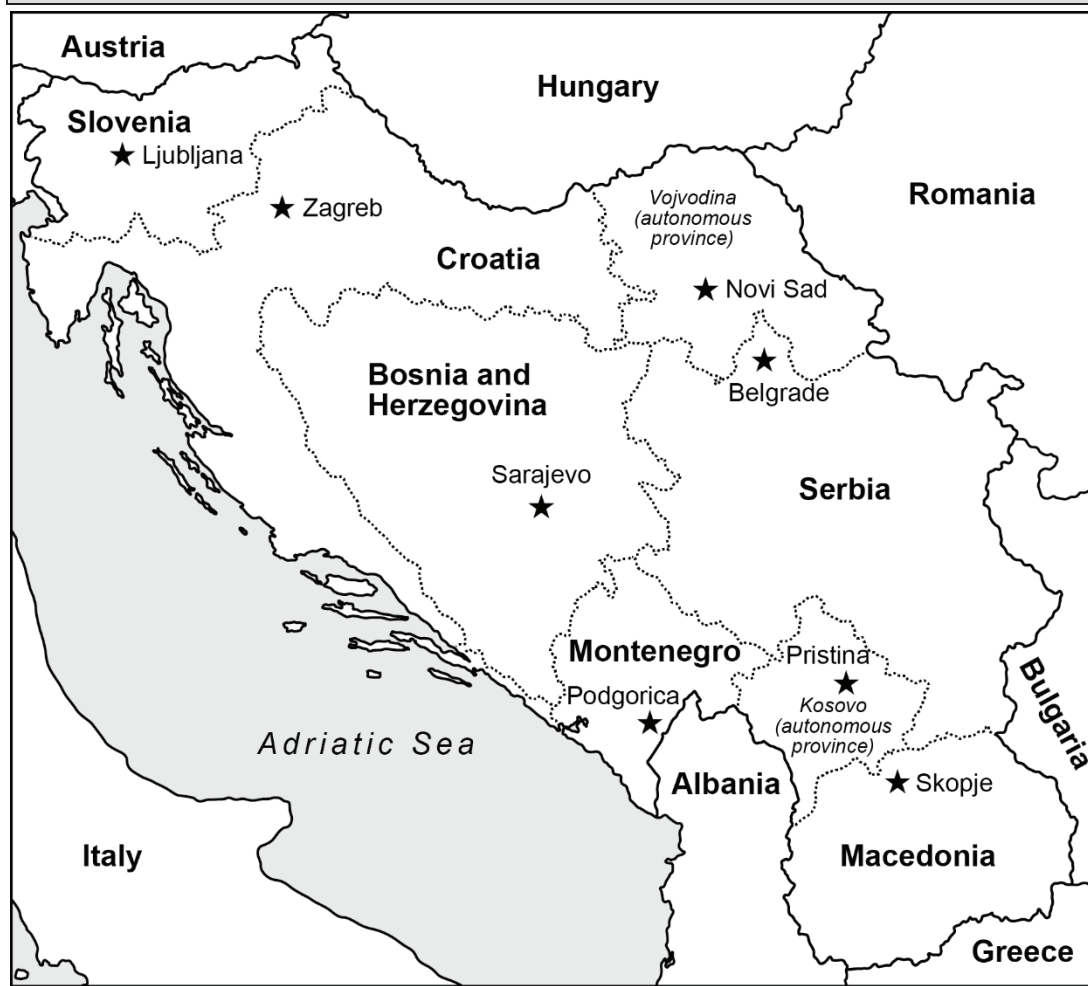 Austria
Hungary
Slovenia
Ljubljana
Romania
Vojvodina
(autonomous
province)
Zagreb
Croatia
Novi Sad
Bosnia and
Herzegovina
Belgrade
Sarajevo
Serbia
Montenegro
Pristina
Podgorica
Kosovo
(autonomous
province)
Bulgaria
Adriatic Sea
Albania
Skopje
Italy
Macedonia
Greece